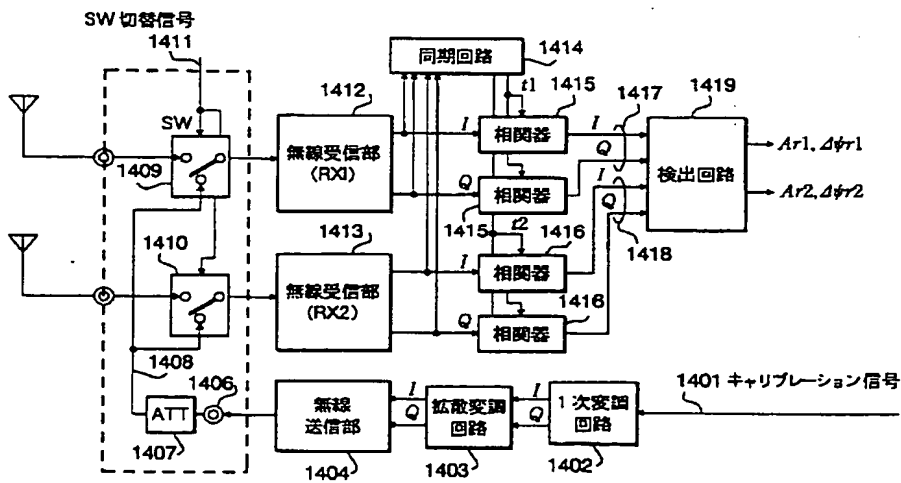 SW 切替信号
1411
同期回路
1414
t1
1415
1417
1419
1412
SW
1409
無線受信部
(RX1)
I
相関器
I
Q
検出回路
Ar1, Δψr1
Ar2, Δψr2
Q
相関器
I
Q
1415
t2
1416
1418
1413
1410
無線受信部
(RX2)
I
相関器
1416
Q
相関器
1408
1406
ATT
1407
無線
送信部
1404
I
Q
拡散変調
回路
1403
I
Q
1次変調
回路
1402
1401 キャリブレーション信号